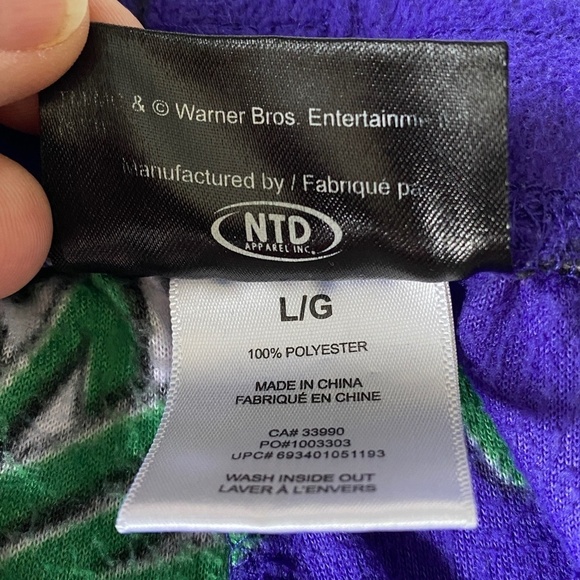 & © Warner Bros. Entertainment
Manufactured by / Fabriqué pa
NTD
APPAREL INC.
L/G
100% POLYESTER
MADE IN CHINA
FABRIQUÉ EN CHINE
CA# 33990
PO#1003303
UPC# 693401051193
WASH INSIDE OUT
LAVER À L'ENVERS